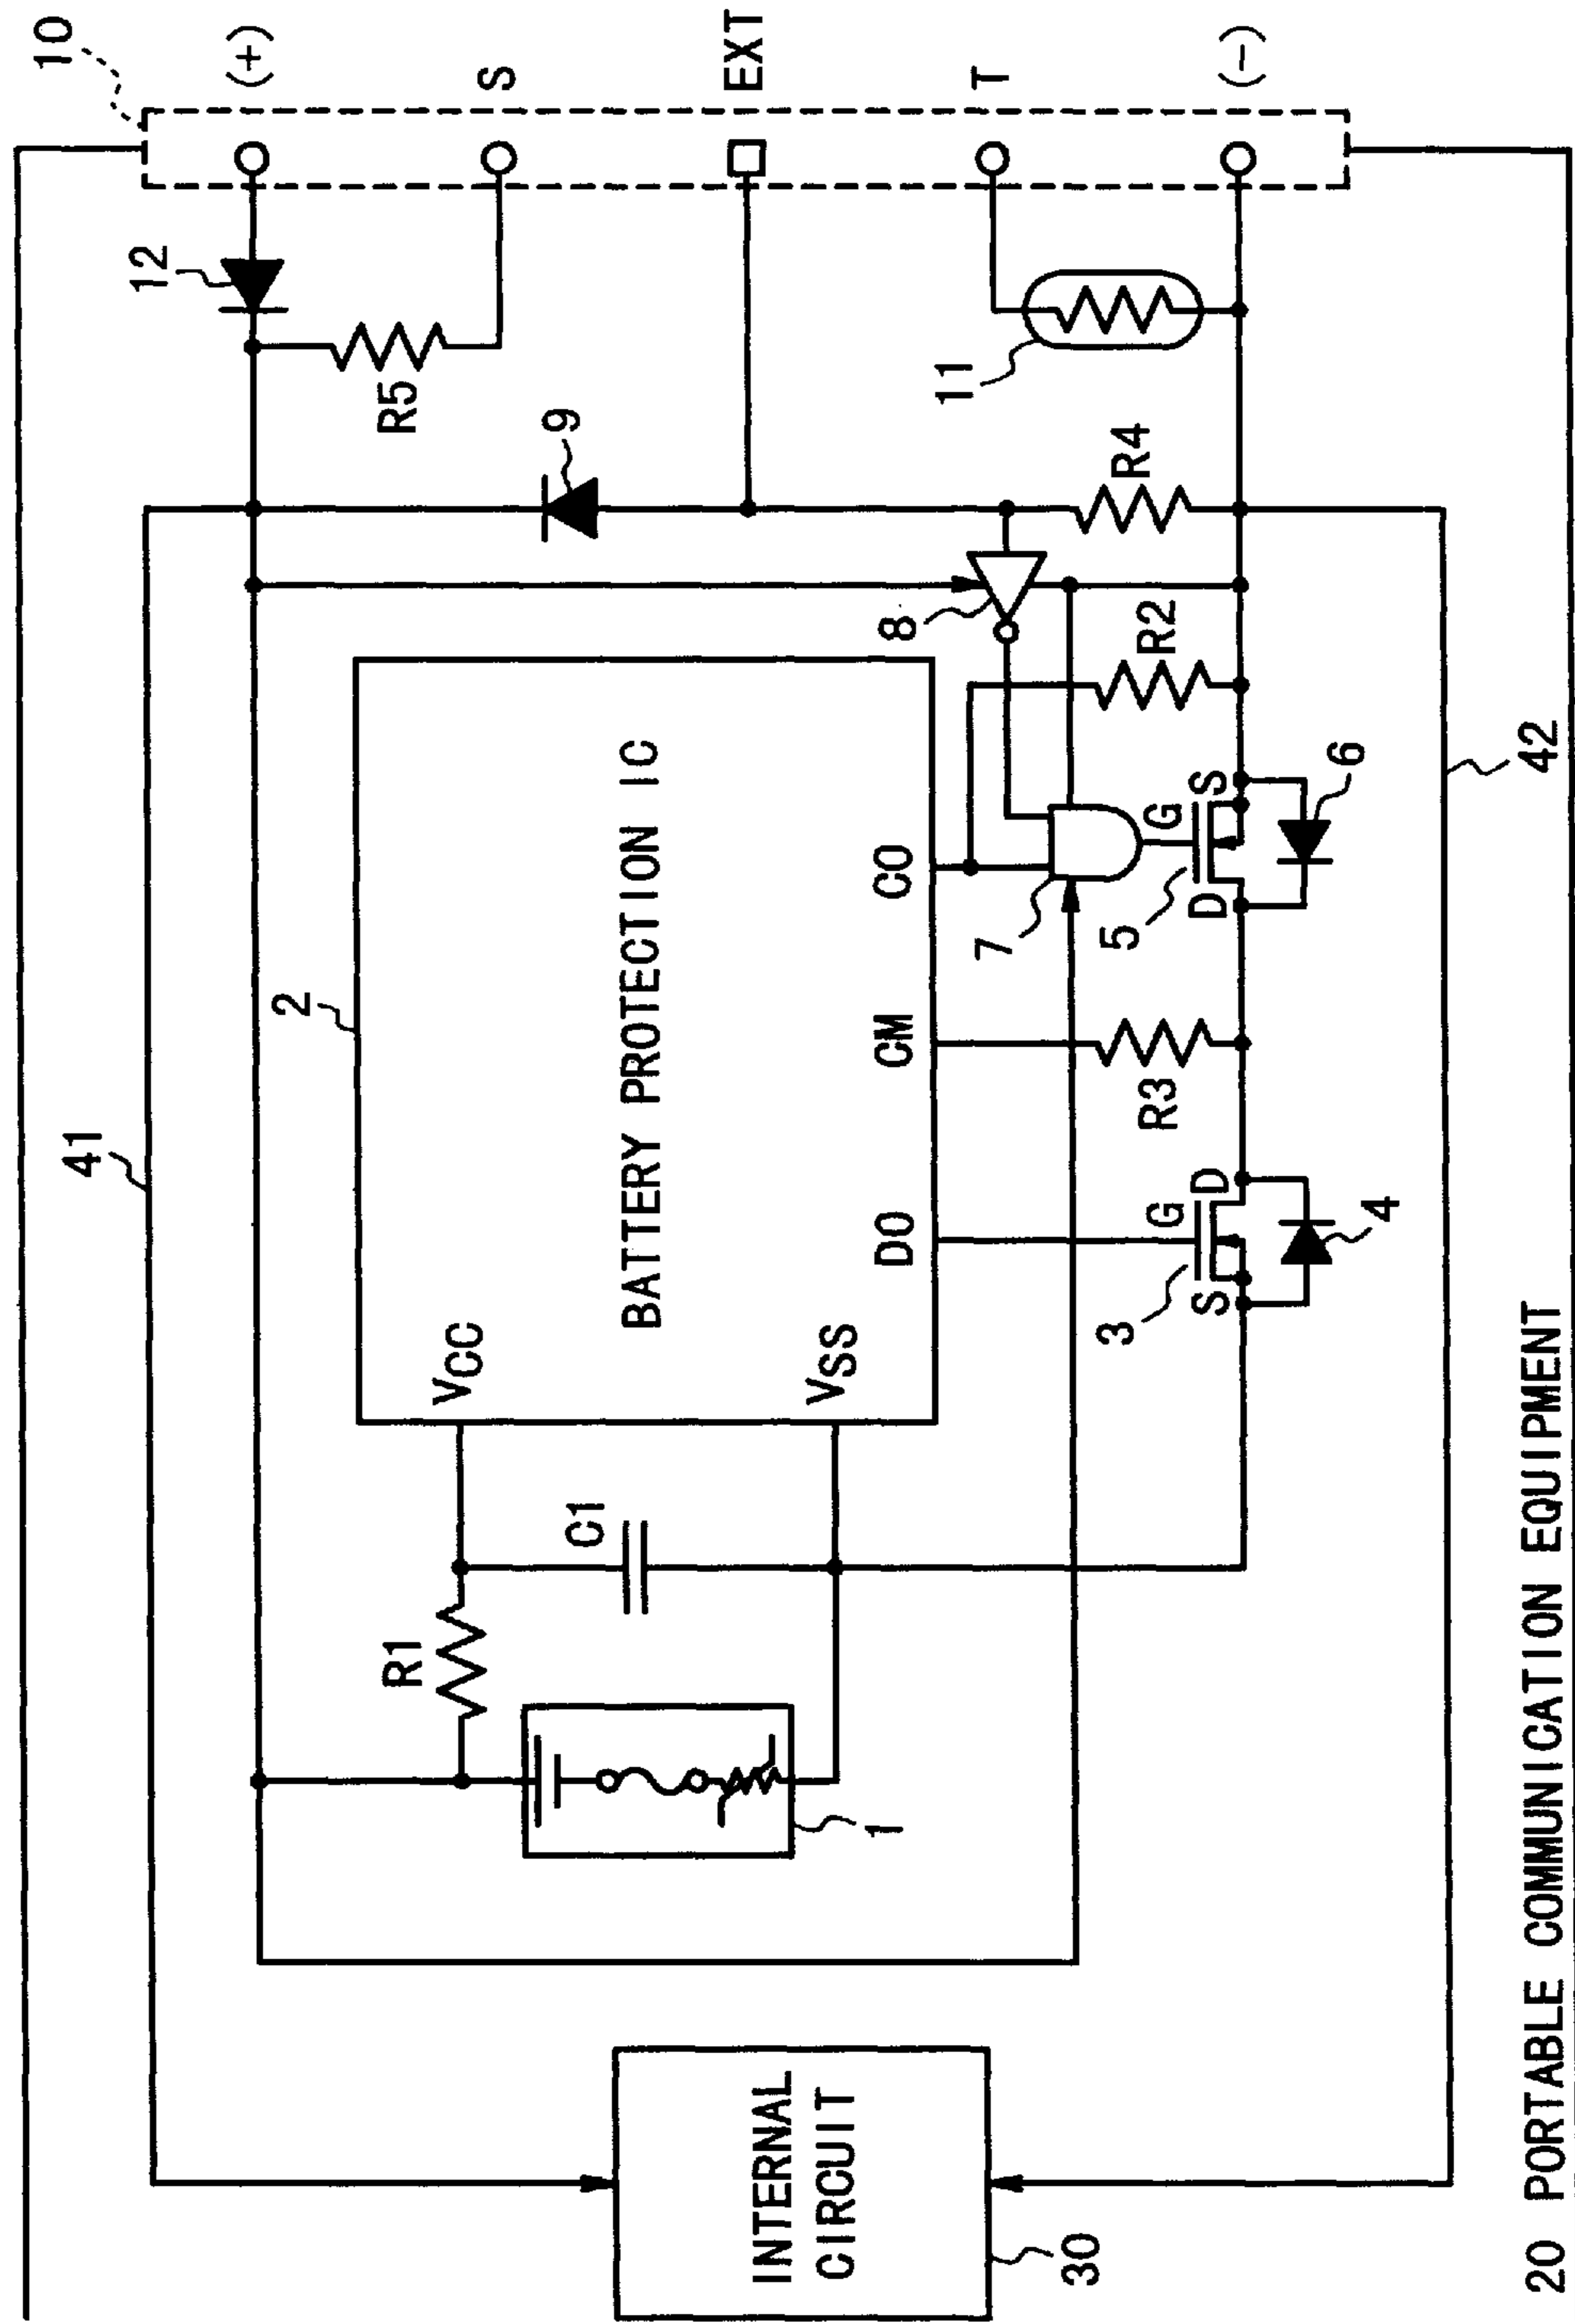 10
(+)
S
EXT
T
(-)
12
R5
9
11
R4
8
R2
41
2
BATTERY PROTECTION IC
VCC
VSS
DO
CM
CO
7
G
S
D
5
6
R3
G
D
S
3
4
42
R1
C1
1
INTERNAL
CIRCUIT
30
20 PORTABLE COMMUNICATION EQUIPMENT